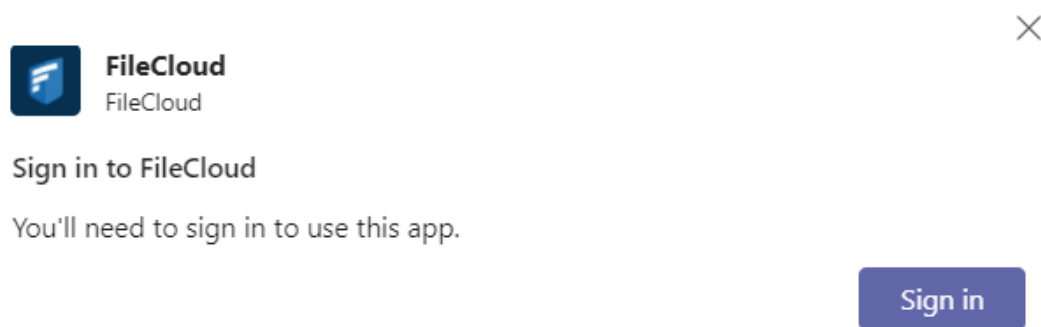 FileCloud
FileCloud
Sign in to FileCloud
You'll need to sign in to use this app.
Sign in